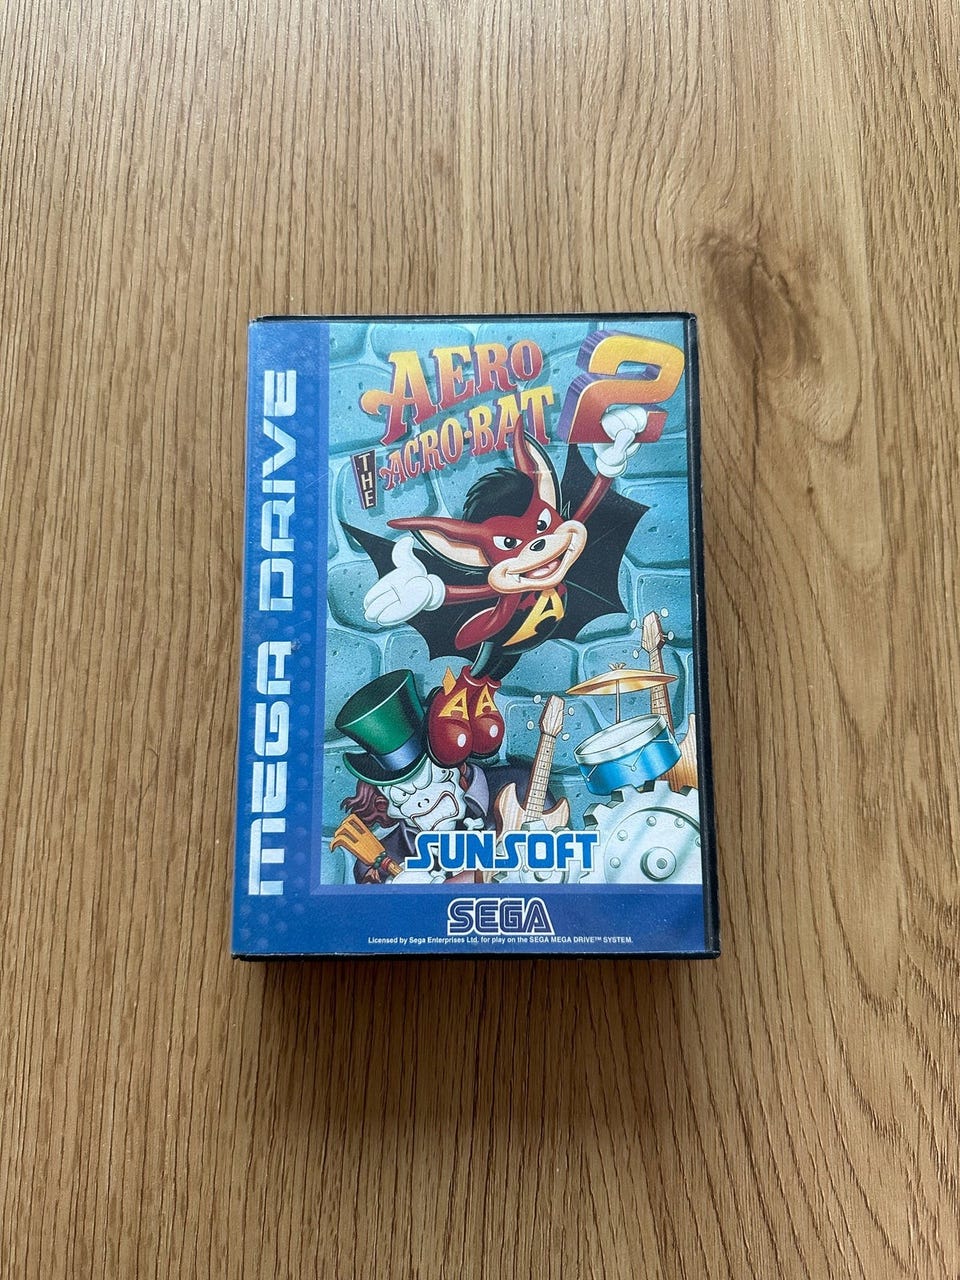 MEGA DRIVE
AERO
THE ACRO-BAT
2
A
A A
SUNSOFT
SEGA
Licensed by Sega Enterprises Ltd. for play on the SEGA MEGA DRIVE™ SYSTEM.